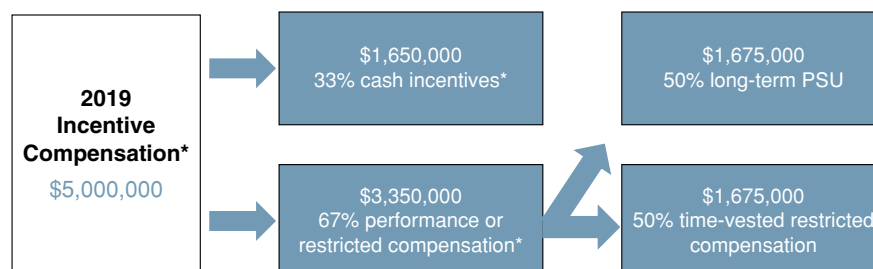 2019
Incentive
Compensation*
$5,000,000
$1,650,000
33% cash incentives*
$3,350,000
67% performance or
restricted compensation*
$1,675,000
50% long-term PSU
$1,675,000
50% time-vested restricted
compensation